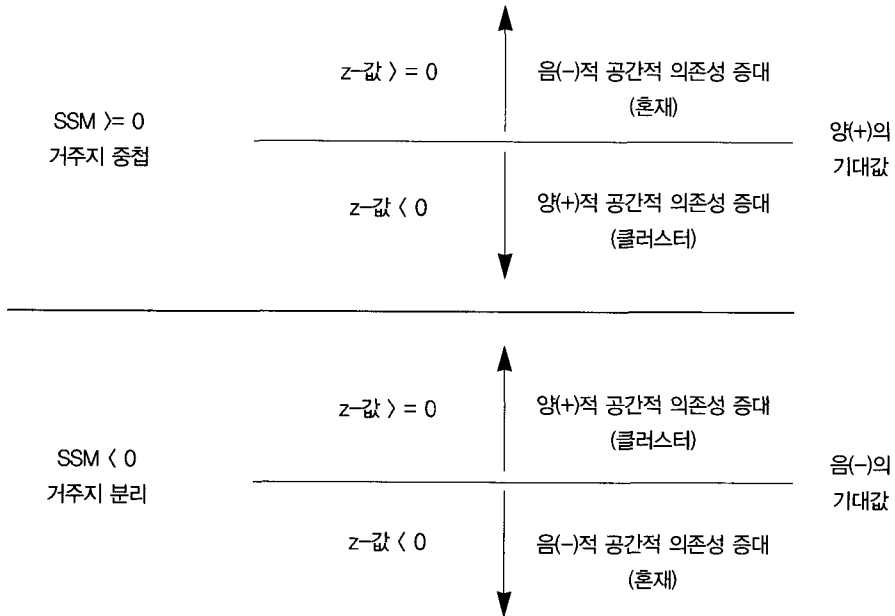 z-값 〉= 0
음(-)적 공간적 의존성 증대
(혼재)
SSM 〉= 0
거주지 중첩
양(+)의
기대값
z-값 〈 0
양(+)적 공간적 의존성 증대
(클러스터)
z-값 〉= 0
양(+)적 공간적 의존성 증대
(클러스터)
SSM 〈 0
거주지 분리
음(-)의
기대값
z-값 〈 0
음(-)적 공간적 의존성 증대
(혼재)